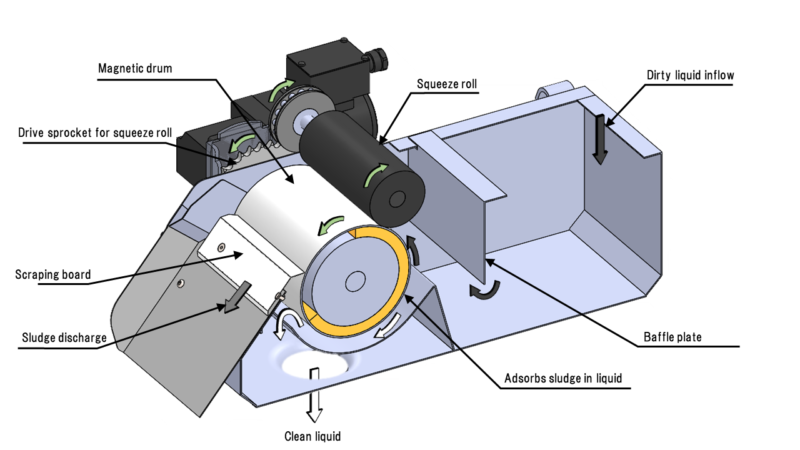 Magnetic drum
Squeeze roll
Dirty liquid inflow
Drive sprocket for squeeze roll
Scraping board
Sludge discharge
Baffle plate
Adsorbs sludge in liquid
Clean liquid